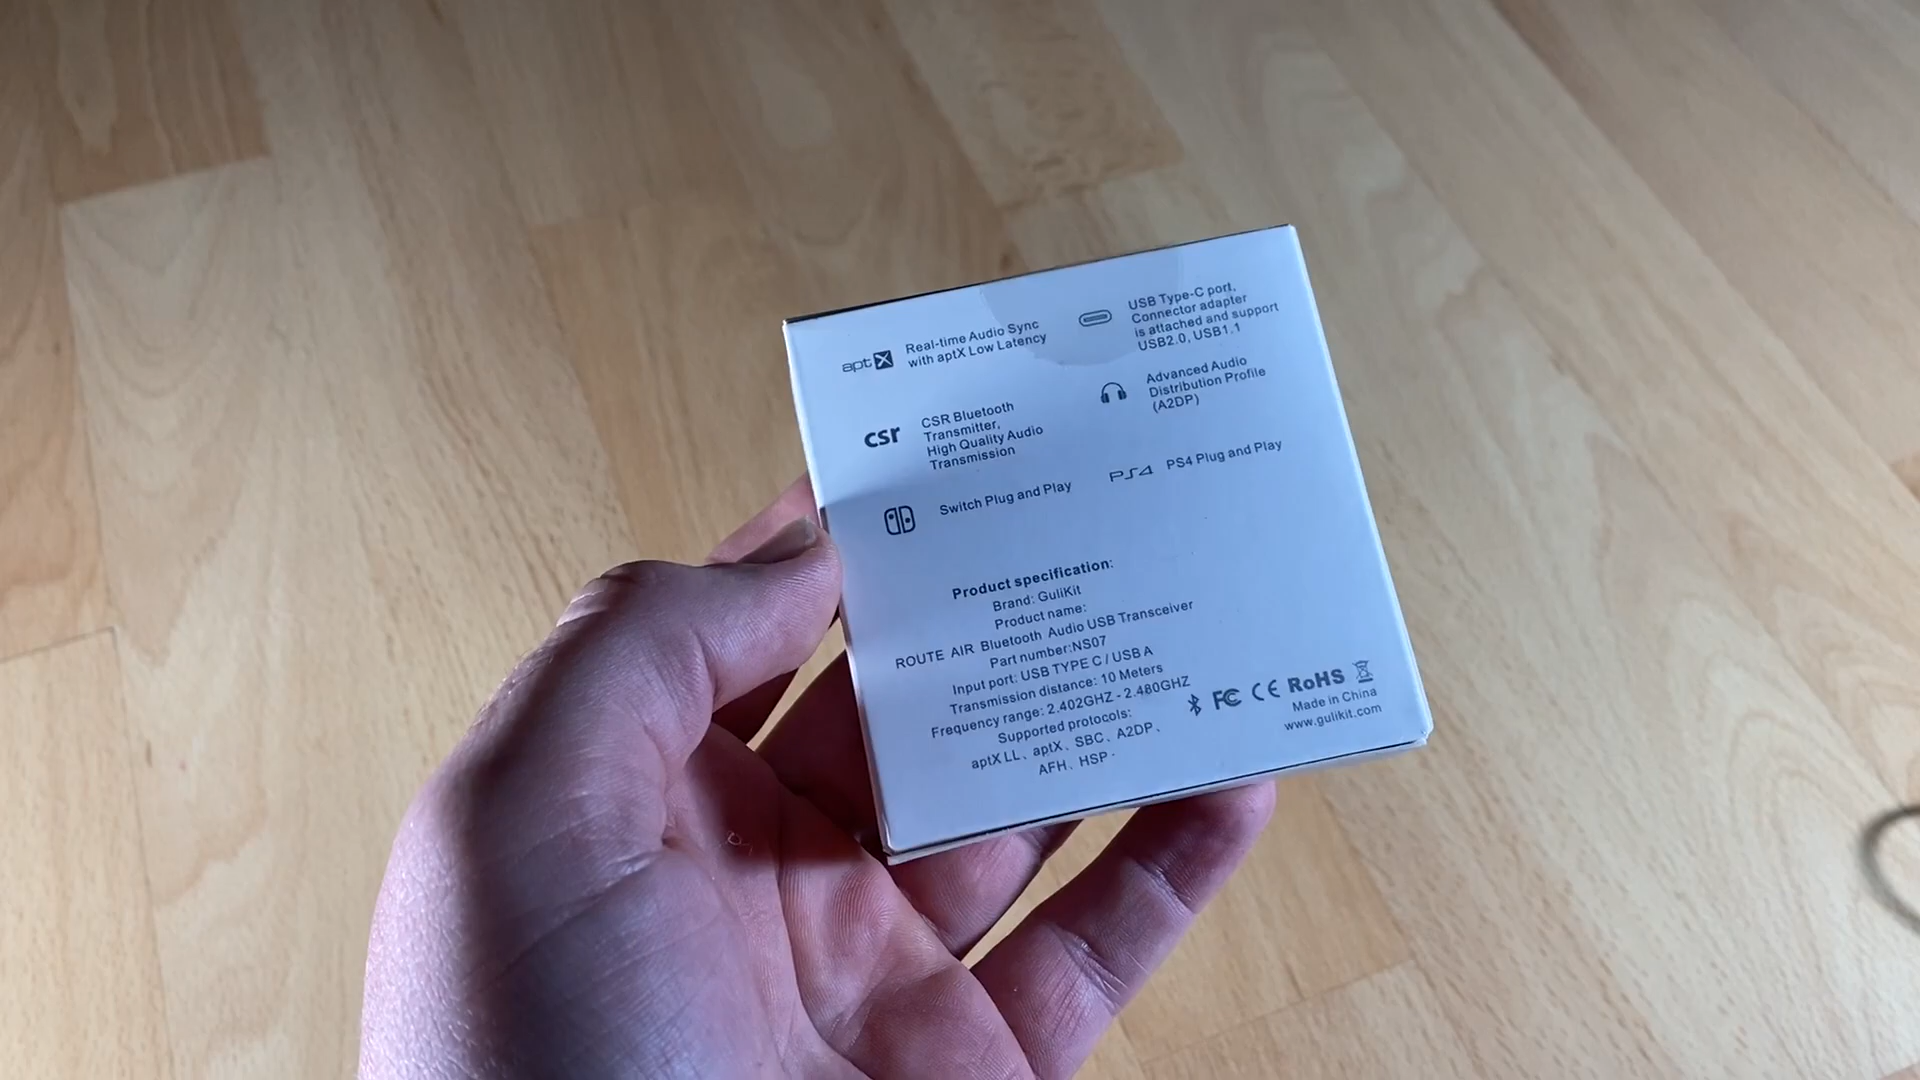 aptX
Real-time Audio Sync
with aptX Low Latency
USB Type-C port,
Connector adapter
is attached and support
USB2.0, USB1.1
csr
CSR Bluetooth
Transmitter,
High Quality Audio
Transmission
Advanced Audio
Distribution Profile
(A2DP)
Switch Plug and Play
PS4
PS4 Plug and Play
Product specification:
Brand: GuliKit
Product name:
ROUTE AIR Bluetooth Audio USB Transceiver
Part number:NS07
Input port: USB TYPE C / USB A
Transmission distance: 10 Meters
Frequency range: 2.402GHZ - 2.480GHZ
Supported protocols:
aptX LL、aptX、SBC、A2DP、
AFH、HSP .
FC CE RoHS
Made in China
www.gulikit.com